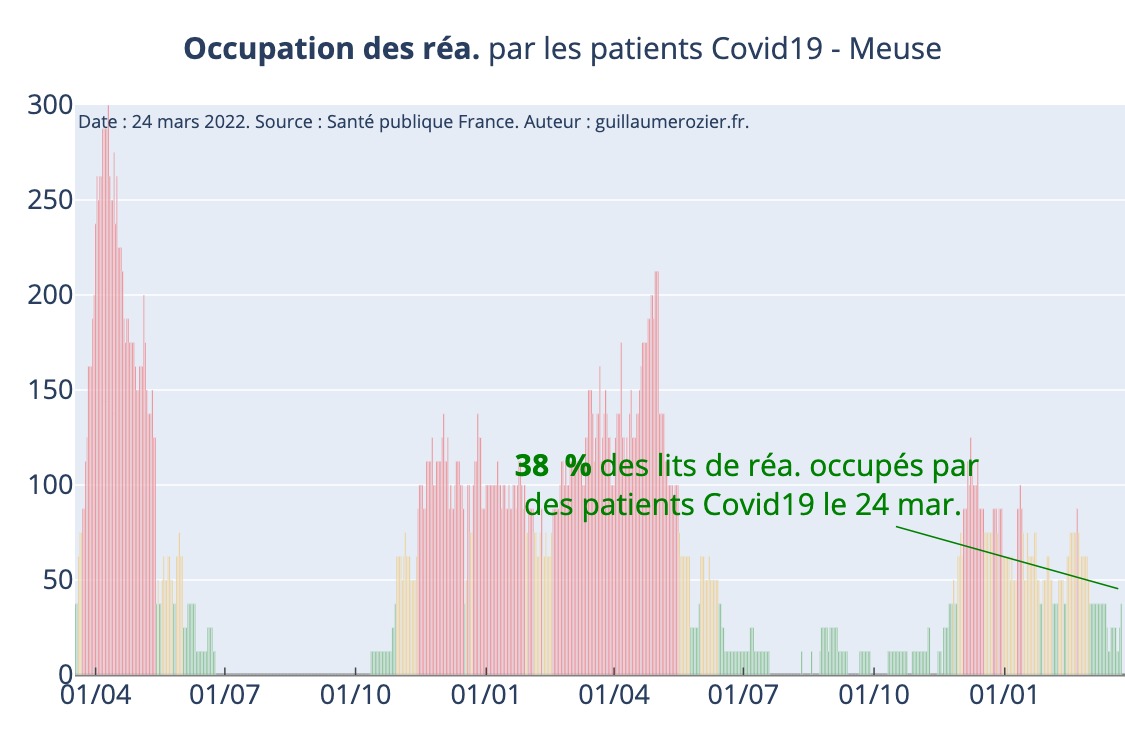 Occupation des réa. par les patients Covid19 - Meuse
300
Date : 24 mars 2022. Source : Santé publique France. Auteur : guillaumerozier.fr.
250
200
150
100
50
0
38 % des lits de réa. occupés par
des patients Covid19 le 24 mar.
01/04 01/07 01/10 01/01 01/04 01/07 01/10 01/01